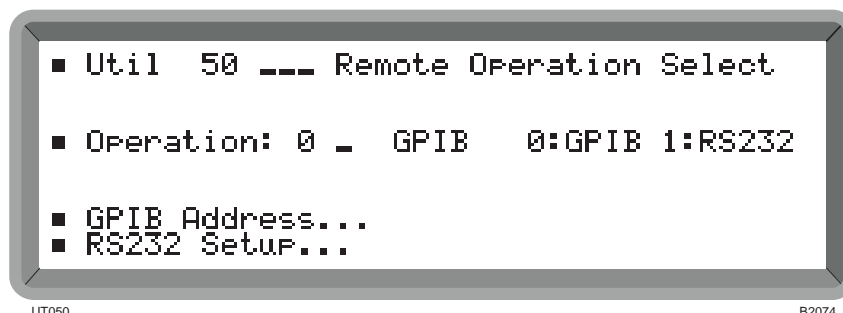 ▪ Util 50 ___ Remote Operation Select
▪ Operation: 0 _ GPIB 0:GPIB 1:RS232
▪ GPIB Address...
▪ RS232 Setup...
UT050 B2074